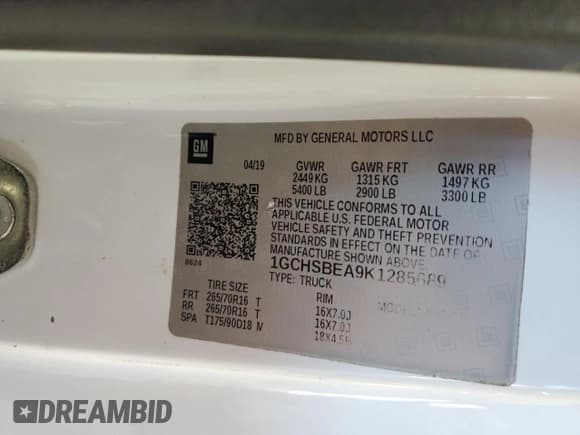 GM
MFD BY GENERAL MOTORS LLC
04/19 GVWR GAWR FRT GAWR RR
2449 KG 1315 KG 1497 KG
5400 LB 2900 LB 3300 LB
THIS VEHICLE CONFORMS TO ALL
APPLICABLE U.S. FEDERAL MOTOR
VEHICLE SAFETY AND THEFT PREVENTION
STANDARDS IN EFFECT ON THE DATE OF
MANUFACTURE SHOWN ABOVE.
8624
1GCHSBEA9K1285689
TYPE: TRUCK
TIRE SIZE RIM
FRT 265/70R16 T 16X7.0J
RR 265/70R16 T 16X7.0J
SPA T175/90D18 M 18X4.5B
DREAMBID